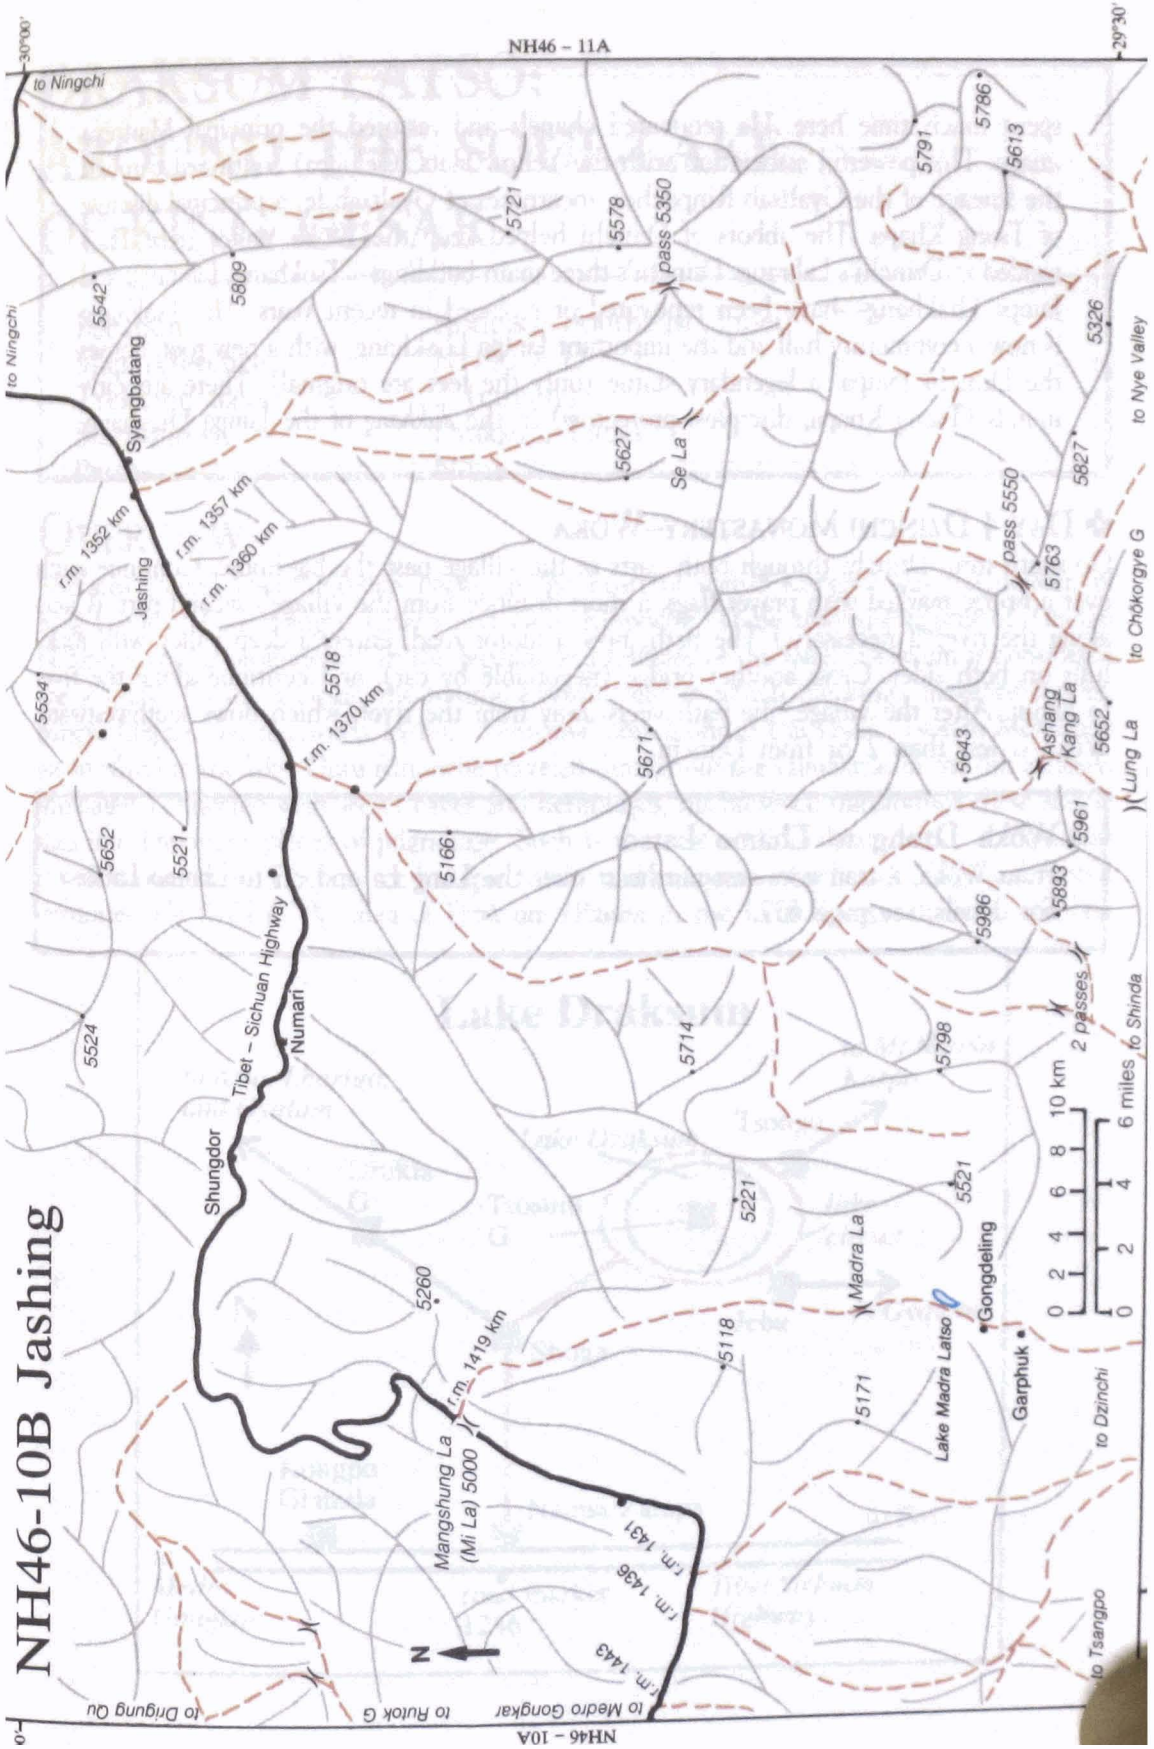 NH46-10B Jashing
to Ningchi
to Ningchi
30°00'
NH46 – 11A
29°30'
5534
5652
5524
5542
5521
Syangbatang
r.m. 1352 km
Jashing
r.m. 1357 km
r.m. 1360 km
5809
5518
r.m. 1370 km
Tibet – Sichuan Highway
Numari
Shungdor
5166
5721
5260
r.m. 1419 km
Mangshung La
(Mi La) 5000
N
to Drigung Qu
to Rutok G
to Medro Gongkar
NH46 – 10A
r.m. 1443
r.m. 1436
r.m. 1431
5578
pass 5350
5627
Se La
5671
5714
5221
5118
5171
Madra La
Lake Madra Latso
Gongdeling
Garphuk
5521
5798
5986
5893
5961
5643
Ashang
Kang La
5652
Lung La
5763
pass 5550
5827
5326
5791
5786
5613
2 passes
0 2 4 6 8 10 km
0 2 4 6 miles
to Tsangpo
to Dzinchi
to Shinda
to Chökorgye G
to Nye Valley